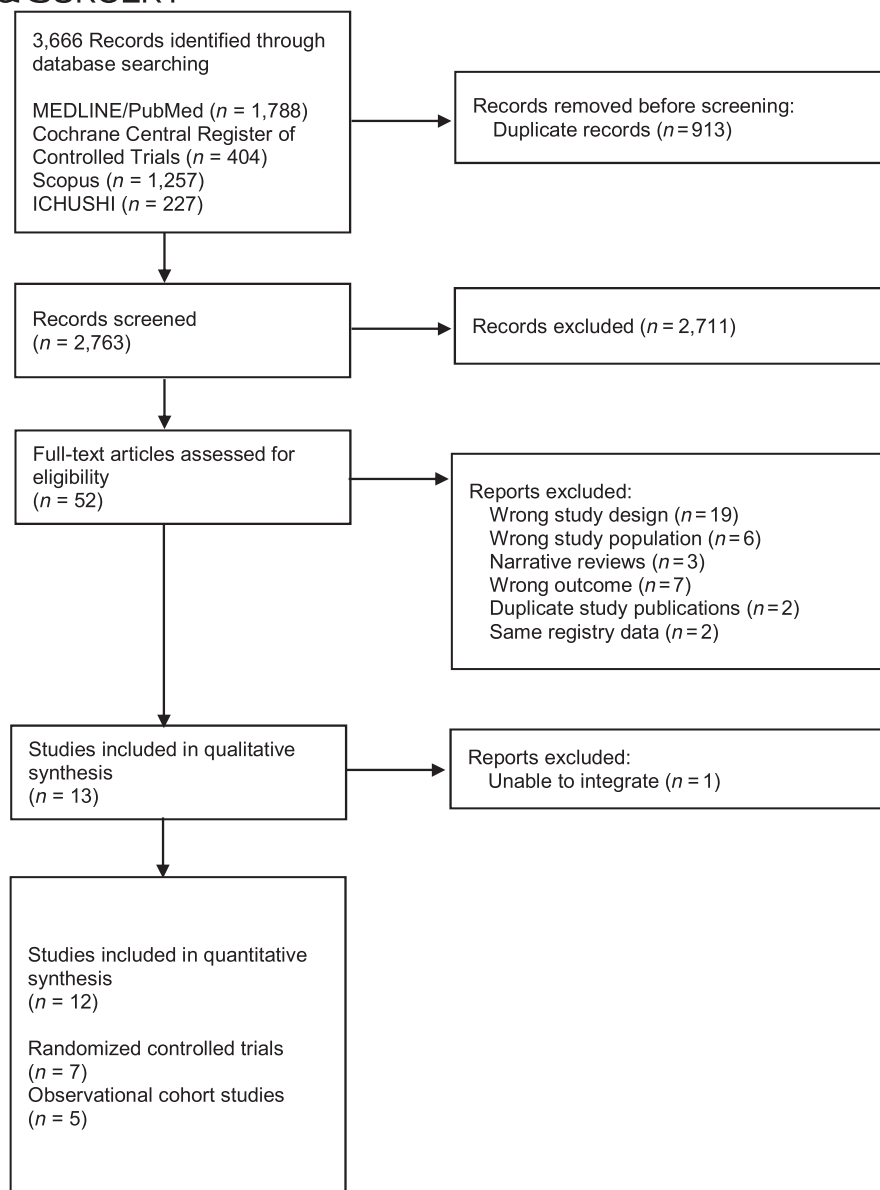 3,666 Records identified through
database searching
MEDLINE/PubMed (n = 1,788)
Cochrane Central Register of
Controlled Trials (n = 404)
Scopus (n = 1,257)
ICHUSHI (n = 227)
Records removed before screening:
Duplicate records (n=913)
Records screened
(n = 2,763)
Records excluded (n=2,711)
Full-text articles assessed for
eligibility
(n = 52)
Reports excluded:
Wrong study design (n=19)
Wrong study population (n=6)
Narrative reviews (n=3)
Wrong outcome (n=7)
Duplicate study publications (n=2)
Same registry data (n=2)
Studies included in qualitative
synthesis
(n = 13)
Reports excluded:
Unable to integrate (n=1)
Studies included in quantitative
synthesis
(n = 12)
Randomized controlled trials
(n = 7)
Observational cohort studies
(n = 5)